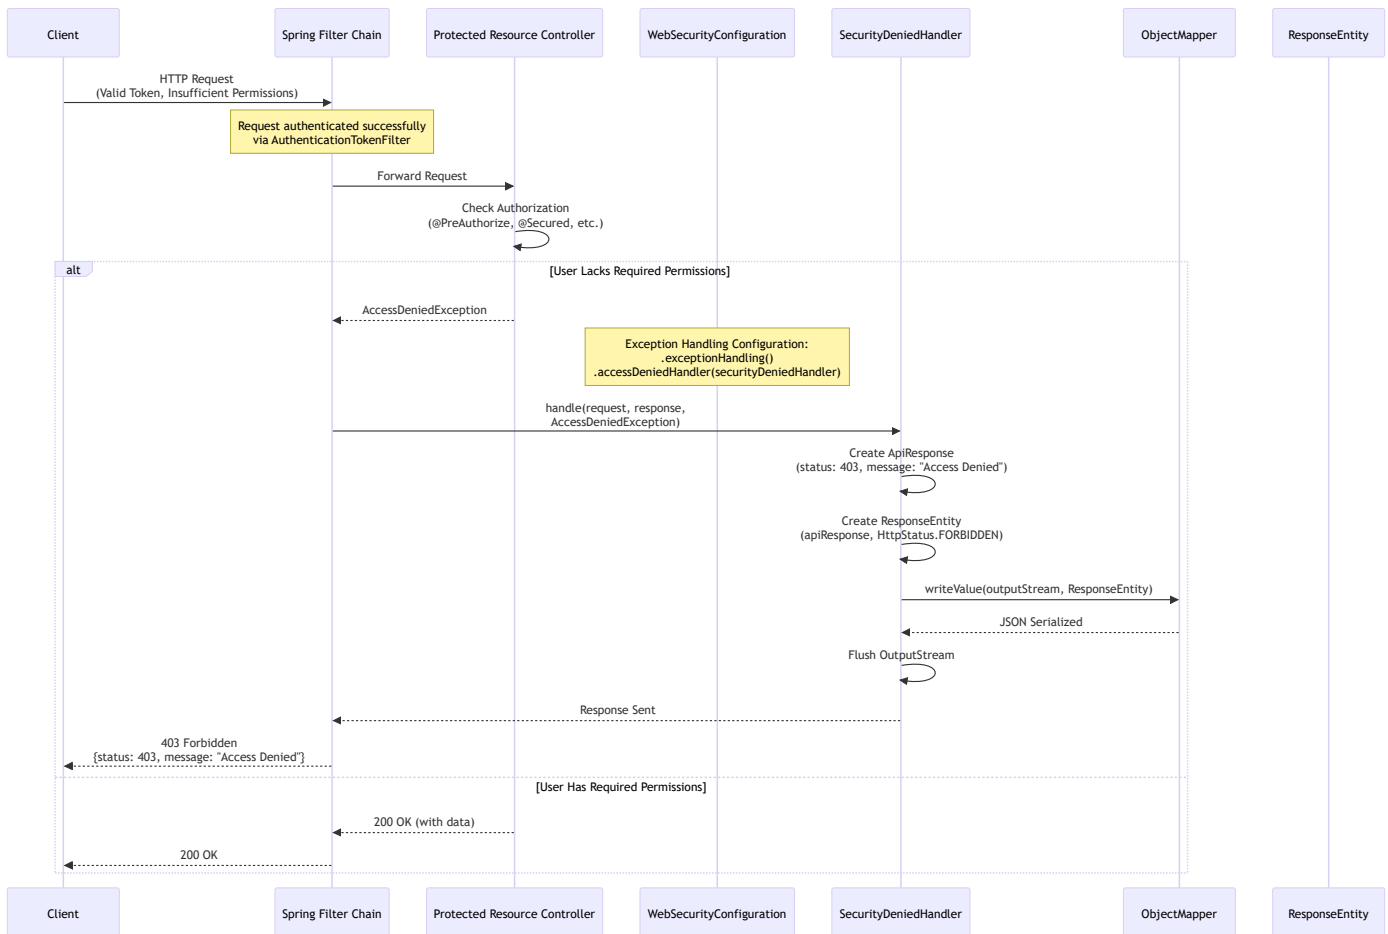 Client
Spring Filter Chain
Protected Resource Controller
WebSecurityConfiguration
SecurityDeniedHandler
ObjectMapper
ResponseEntity
HTTP Request
(Valid Token, Insufficient Permissions)
Request authenticated successfully
via AuthenticationTokenFilter
Forward Request
Check Authorization
(@PreAuthorize, @Secured, etc.)
alt
[User Lacks Required Permissions]
AccessDeniedException
Exception Handling Configuration:
.exceptionHandling()
.accessDeniedHandler(securityDeniedHandler)
handle(request, response,
AccessDeniedException)
Create ApiResponse
(status: 403, message: "Access Denied")
Create ResponseEntity
(apiResponse, HttpStatus.FORBIDDEN)
writeValue(outputStream, ResponseEntity)
JSON Serialized
Flush OutputStream
Response Sent
403 Forbidden
{status: 403, message: "Access Denied"}
[User Has Required Permissions]
200 OK (with data)
200 OK
Client
Spring Filter Chain
Protected Resource Controller
WebSecurityConfiguration
SecurityDeniedHandler
ObjectMapper
ResponseEntity